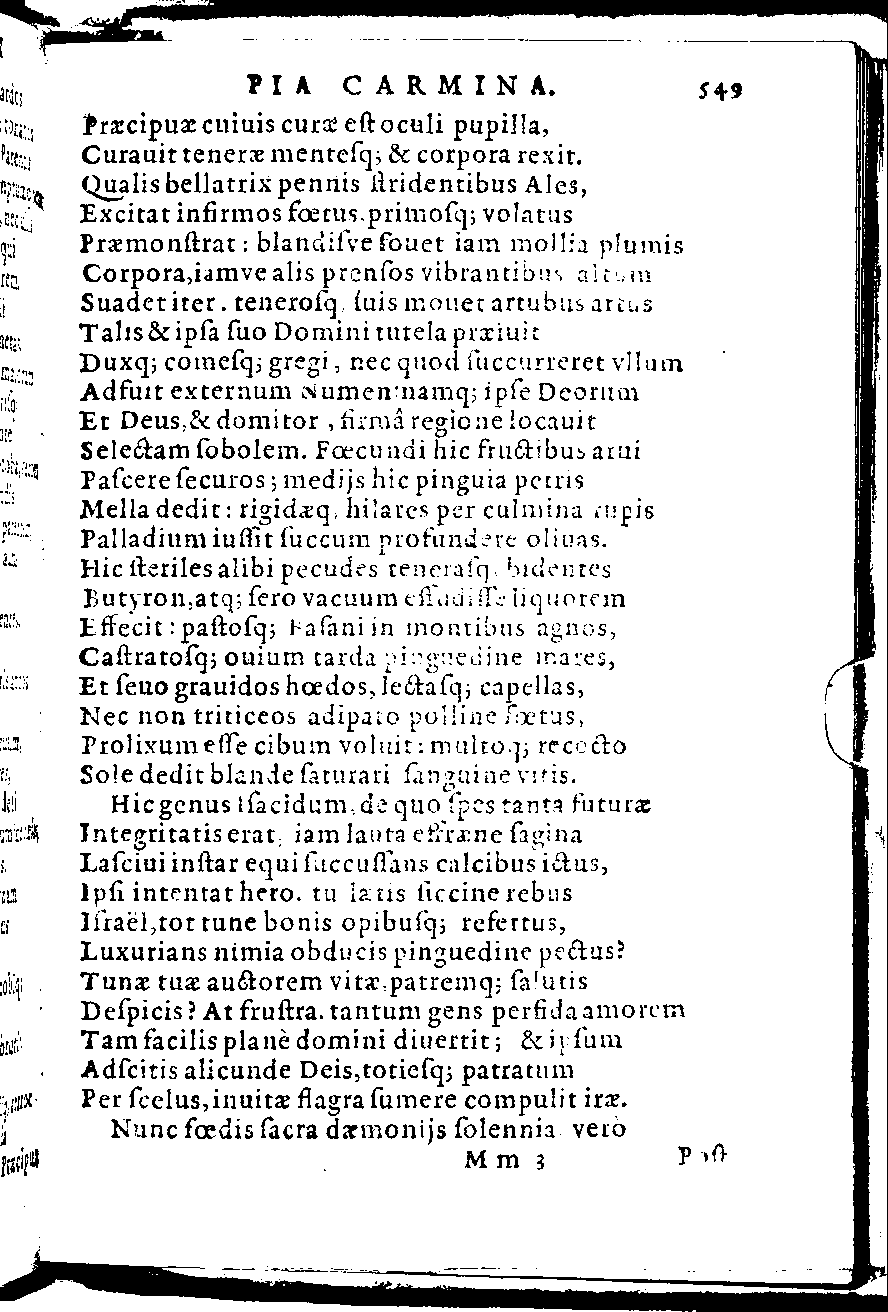 PIA CARMINA. 549
Præcipuæ cuiuis curæ eſt oculi pupilla,
Curauit teneræ menteſq; & corpora rexit.
Qualis bellatrix pennis ſtridentibus Ales,
Excitat infirmos fœtus, primoſq; volatus
Præmonſtrat: blandiſve fouet iam mollia plumis
Corpora, iamve alis prenſos vibrantibus altum
Suadet iter. teneroſq, ſuis mouet artubus artus
Talis & ipſa ſuo Domini tutela præiuit
Duxq; comeſq; gregi, nec quod ſuccurreret vllum
Adfuit externum Numen: namq; ipſe Deorum
Et Deus, & domitor, firmâ regione locauit
Selectam ſobolem. Fœcundi hic fructibus arui
Paſcere ſecuros; medijs hic pinguia petris
Mella dedit: rigidæq, hilares per culmina rupis
Palladium iuſſit ſuccum profundere oliuas.
Hic ſteriles alibi pecudes teneraſq, bidentes
Butyron, atq; ſero vacuum effudiſſe liquorem
Effecit: paſtoſq; Baſani in montibus agnos,
Caſtratoſq; ouium tarda pinguedine mares,
Et ſeuo grauidos hœdos, lectaſq; capellas,
Nec non triticeos adipato polline fœtus,
Prolixum eſſe cibum voluit: multoq; recocto
Sole dedit blande ſaturari ſanguine vitis.
Hic genus Iſacidum, de quo ſpes tanta futuræ
Integritatis erat, iam lauta effræne ſagina
Laſciui inſtar equi ſuccuſſans calcibus ictus,
Ipſi intentat hero. tu lætis ſiccine rebus
Iſraël, tot tune bonis opibuſq; refertus,
Luxurians nimia obducis pinguedine pectus?
Tunæ tuæ auctorem vitæ, patremq; ſalutis
Deſpicis? At fruſtra. tantum gens perfida amorem
Tam facilis planè domini diuertit; & ipſum
Adſcitis alicunde Deis, totieſq; patratum
Per ſcelus, inuitæ flagra ſumere compulit iræ.
Nunc fœdis ſacra dæmonijs ſolennia verò
Mm 3 Poſt